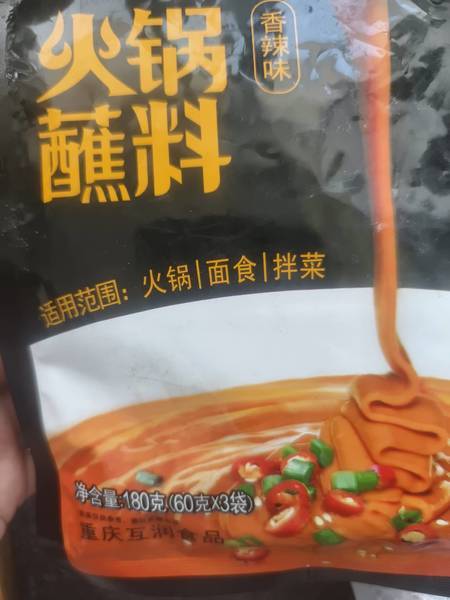 火锅
蘸料
香辣味
适用范围：火锅|面食|拌菜
净含量:180克(60克X3袋)
重庆互润食品